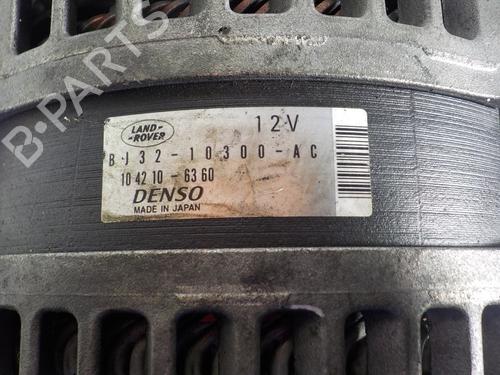 LAND-
ROVER
12V
BJ32-10300-AC
104210-6360
DENSO
MADE IN JAPAN
B-PARTS